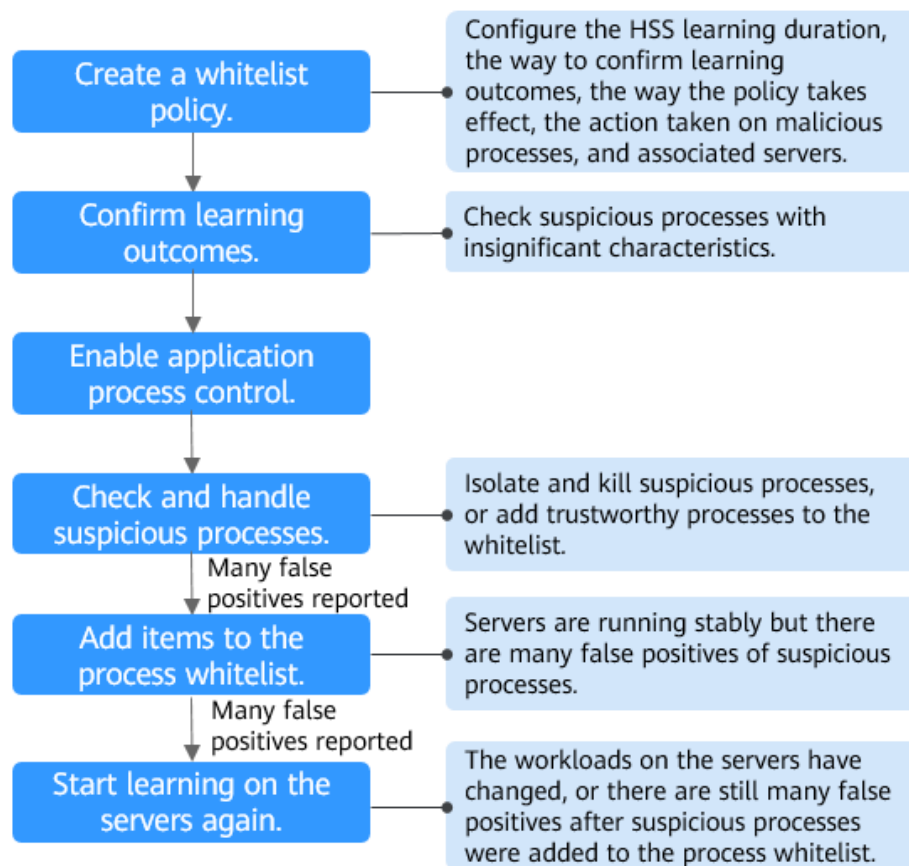 Create a whitelist
policy.
Configure the HSS learning duration,
the way to confirm learning
outcomes, the way the policy takes
effect, the action taken on malicious
processes, and associated servers.
Confirm learning
outcomes.
Check suspicious processes with
insignificant characteristics.
Enable application
process control.
Check and handle
suspicious processes.
Isolate and kill suspicious processes,
or add trustworthy processes to the
whitelist.
Many false
positives reported
Add items to the
process whitelist.
Servers are running stably but there
are many false positives of suspicious
processes.
Many false
positives reported
Start learning on the
servers again.
The workloads on the servers have
changed, or there are still many false
positives after suspicious processes
were added to the process whitelist.